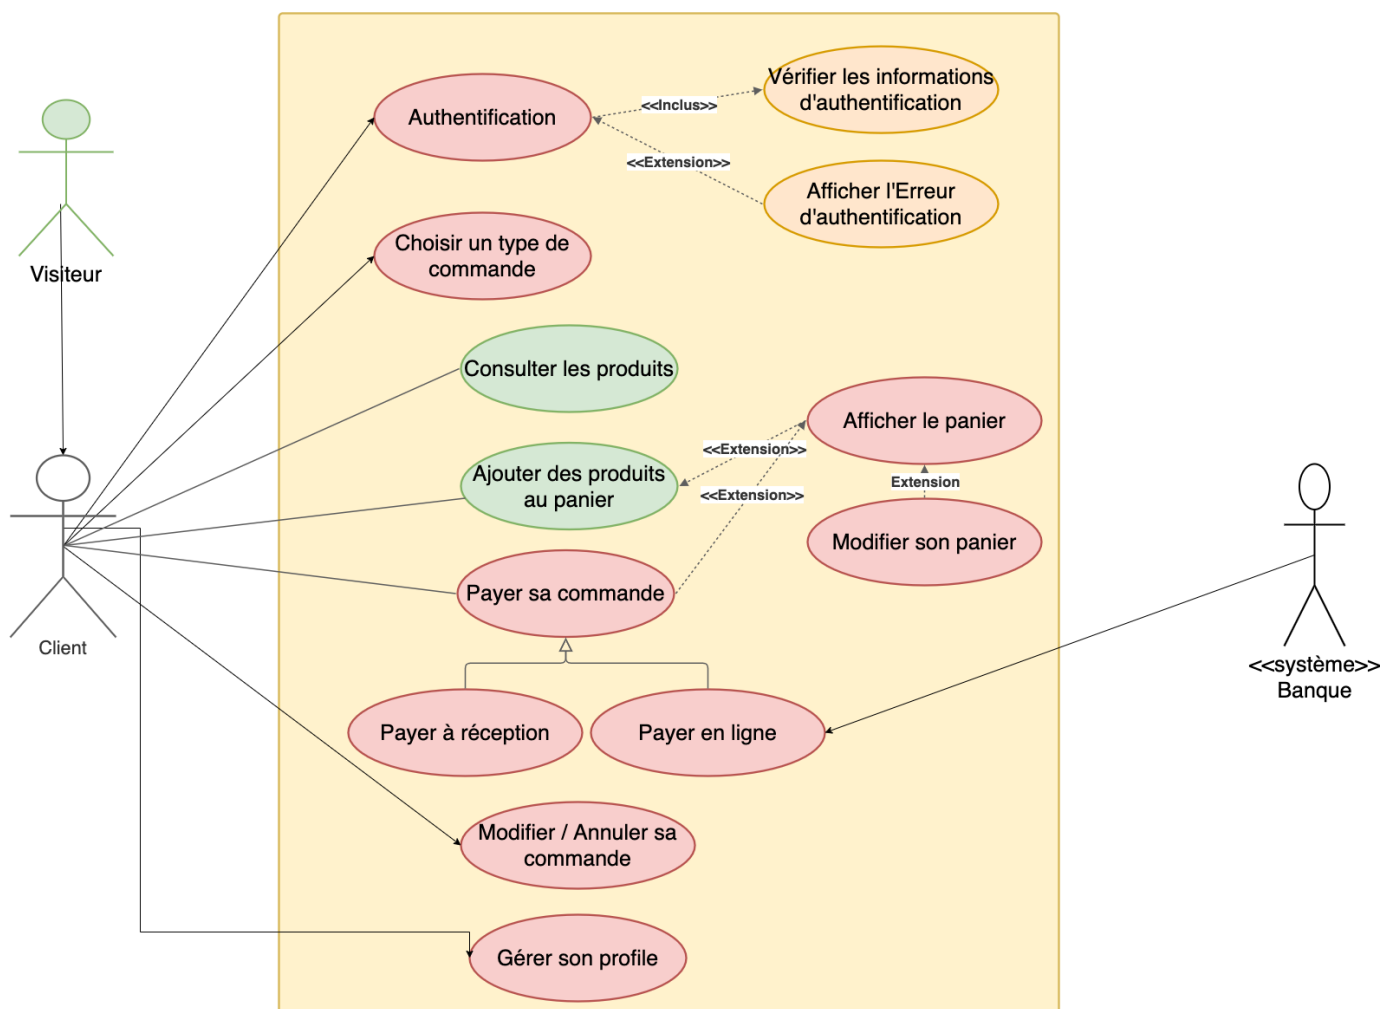 Vérifier les informations
d'authentification
<<Inclus>>
Authentification
<<Extension>>
Afficher l'Erreur
d'authentification
Visiteur
Choisir un type de
commande
Consulter les produits
Afficher le panier
<<Extension>>
Ajouter des produits
au panier
Extension
<<Extension>>
Modifier son panier
Payer sa commande
Client
<<système>>
Banque
Payer à réception
Payer en ligne
Modifier / Annuler sa
commande
Gérer son profile